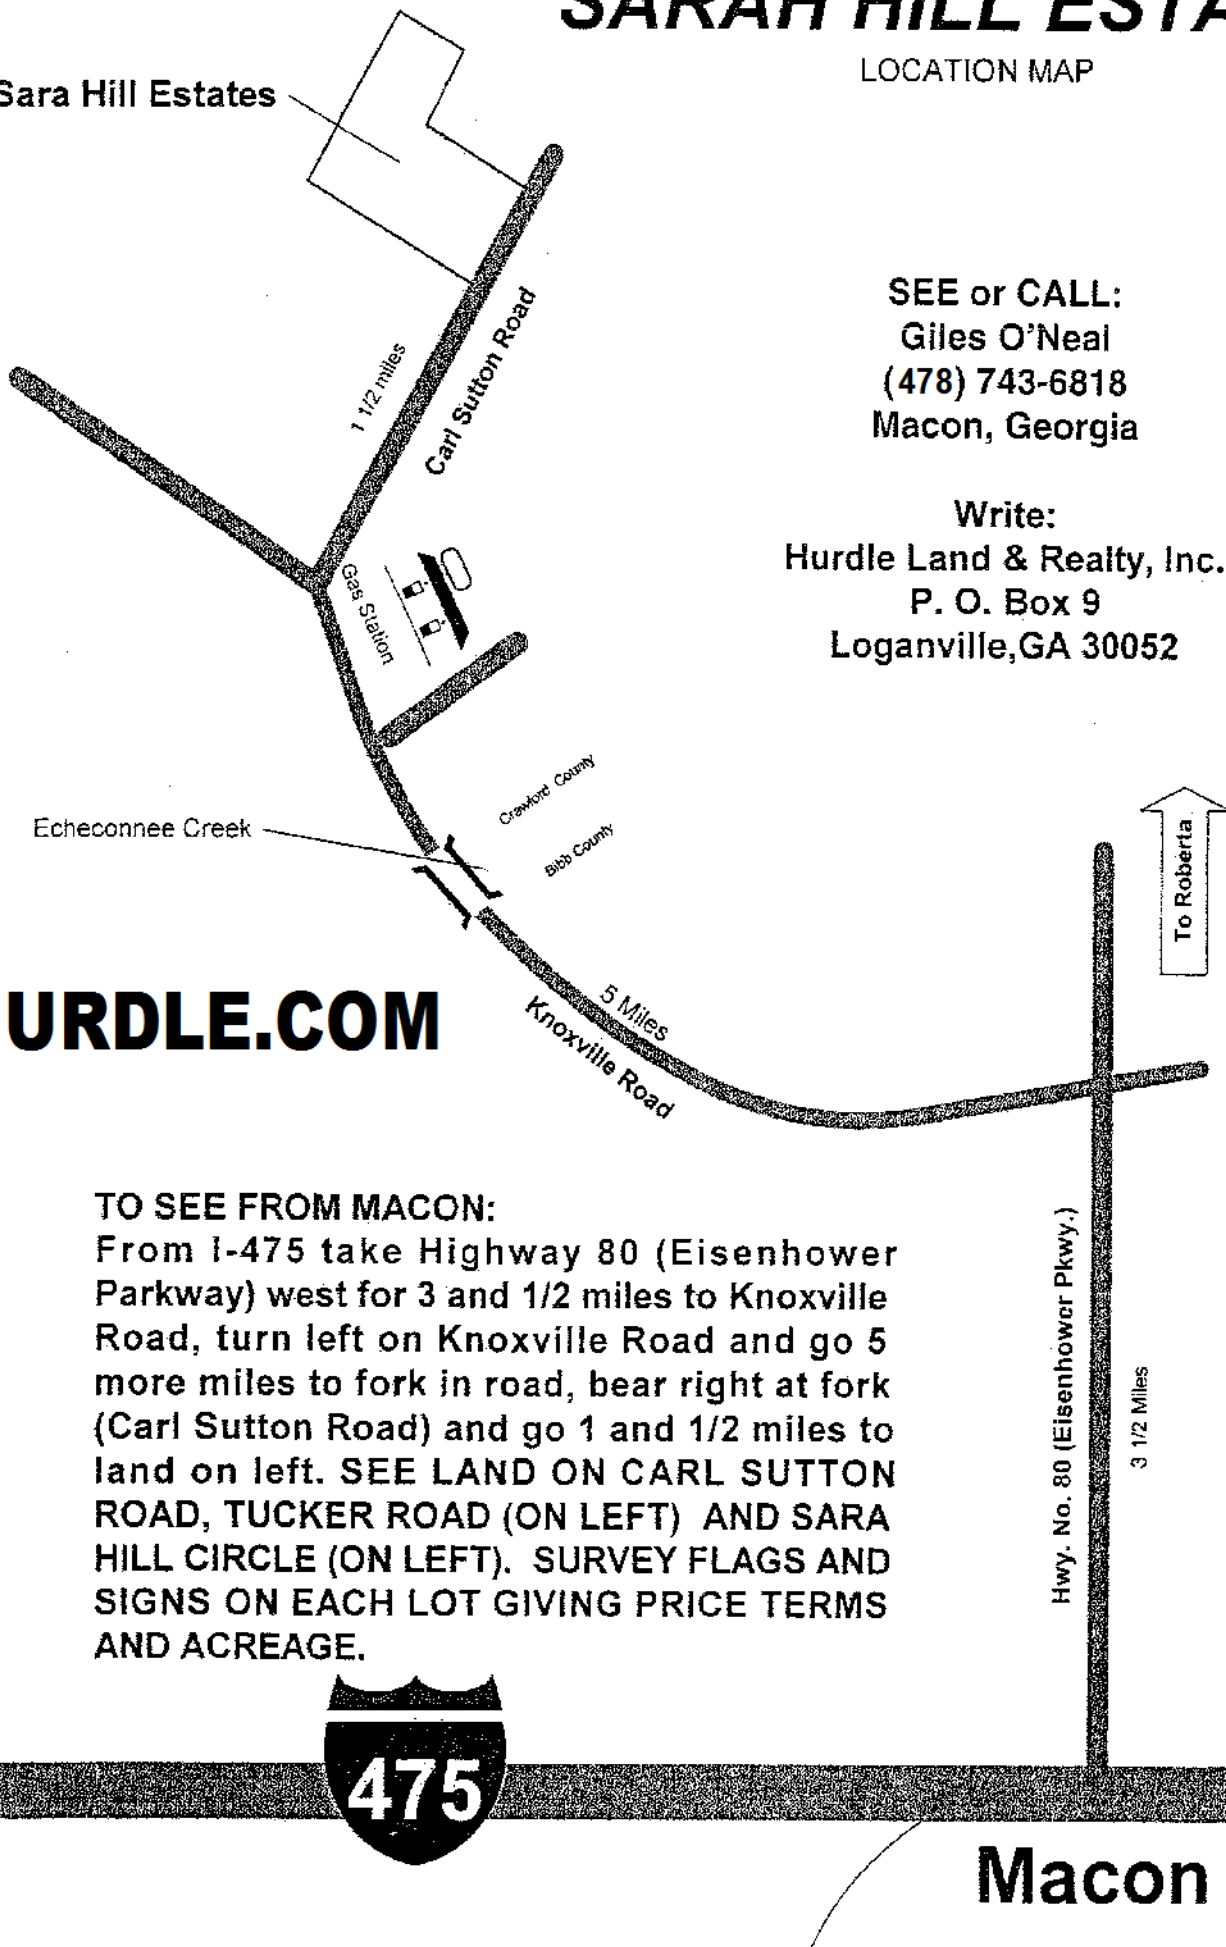 SARAH HILL ESTA
LOCATION MAP
Sara Hill Estates
SEE or CALL:
Giles O'Neal
(478) 743-6818
Macon, Georgia
1 1/2 miles
Carl Sutton Road
Write:
Hurdle Land & Realty, Inc.
P. O. Box 9
Loganville,GA 30052
Gas Station
Crawford County
Bibb County
Echeconnee Creek
To Roberta
URDLE.COM
5 Miles
Knoxville Road
TO SEE FROM MACON:
From I-475 take Highway 80 (Eisenhower
Parkway) west for 3 and 1/2 miles to Knoxville
Road, turn left on Knoxville Road and go 5
more miles to fork in road, bear right at fork
(Carl Sutton Road) and go 1 and 1/2 miles to
land on left. SEE LAND ON CARL SUTTON
ROAD, TUCKER ROAD (ON LEFT) AND SARA
HILL CIRCLE (ON LEFT). SURVEY FLAGS AND
SIGNS ON EACH LOT GIVING PRICE TERMS
AND ACREAGE.
Hwy. No. 80 (Eisenhower Pkwy.)
3 1/2 Miles
475
Macon